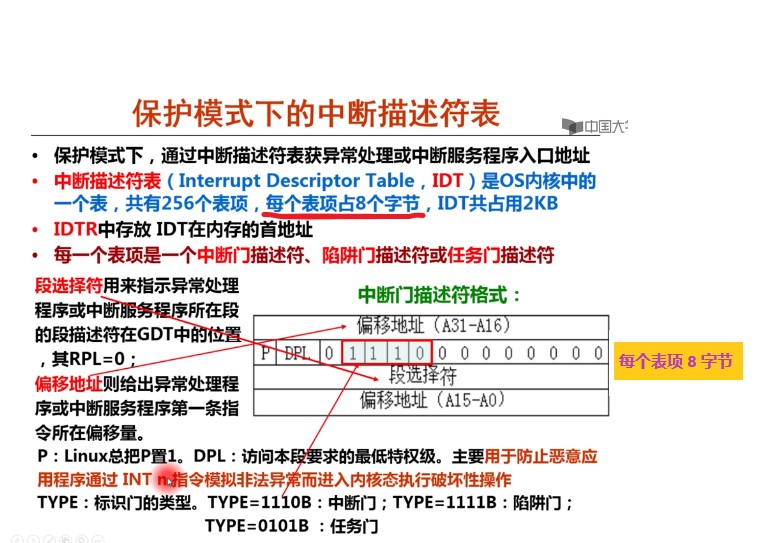 保护模式下的中断描述符表
中国大
• 保护模式下，通过中断描述符表获异常处理或中断服务程序入口地址
• 中断描述符表（Interrupt Descriptor Table，IDT）是OS内核中的
一个表，共有256个表项，每个表项占8个字节，IDT共占用2KB
• IDTR中存放 IDT在内存的首地址
• 每一个表项是一个中断门描述符、陷阱门描述符或任务门描述符
段选择符用来指示异常处理
程序或中断服务程序所在段
的段描述符在GDT中的位置
，其RPL=0；
偏移地址则给出异常处理程
序或中断服务程序第一条指
令所在偏移量。
中断门描述符格式：
偏移地址（A31-A16）
P DPL 0 1 1 1 0 0 0 0 0 0 0 0 0
段选择符
偏移地址（A15-A0）
每个表项 8 字节
P：Linux总把P置1。DPL：访问本段要求的最低特权级。主要用于防止恶意应
用程序通过 INT n 指令模拟非法异常而进入内核态执行破坏性操作
TYPE：标识门的类型。TYPE=1110B：中断门；TYPE=1111B：陷阱门；
TYPE=0101B ：任务门